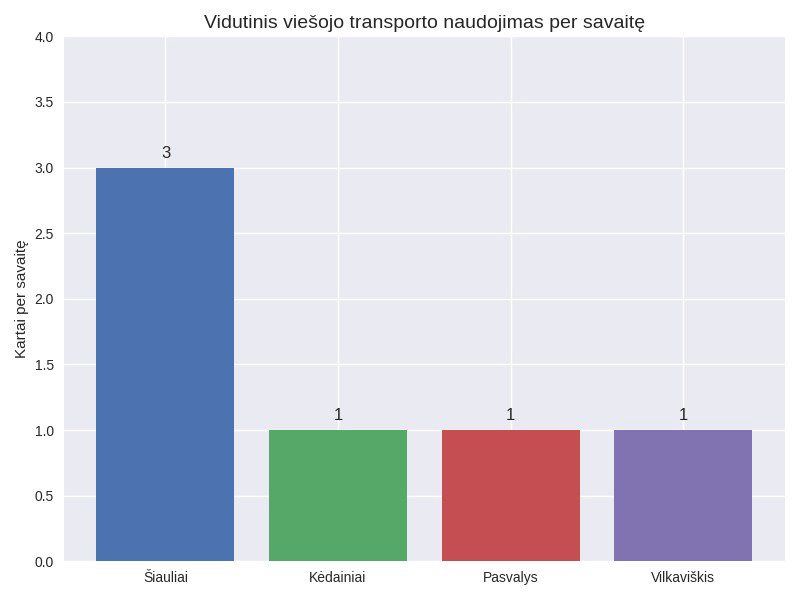 Vidutinis viešojo transporto naudojimas per savaitę
Kartai per savaitę
4.0
3.5
3.0
2.5
2.0
1.5
1.0
0.5
0.0
3
1
1
1
Šiauliai
Kėdainiai
Pasvalys
Vilkaviškis